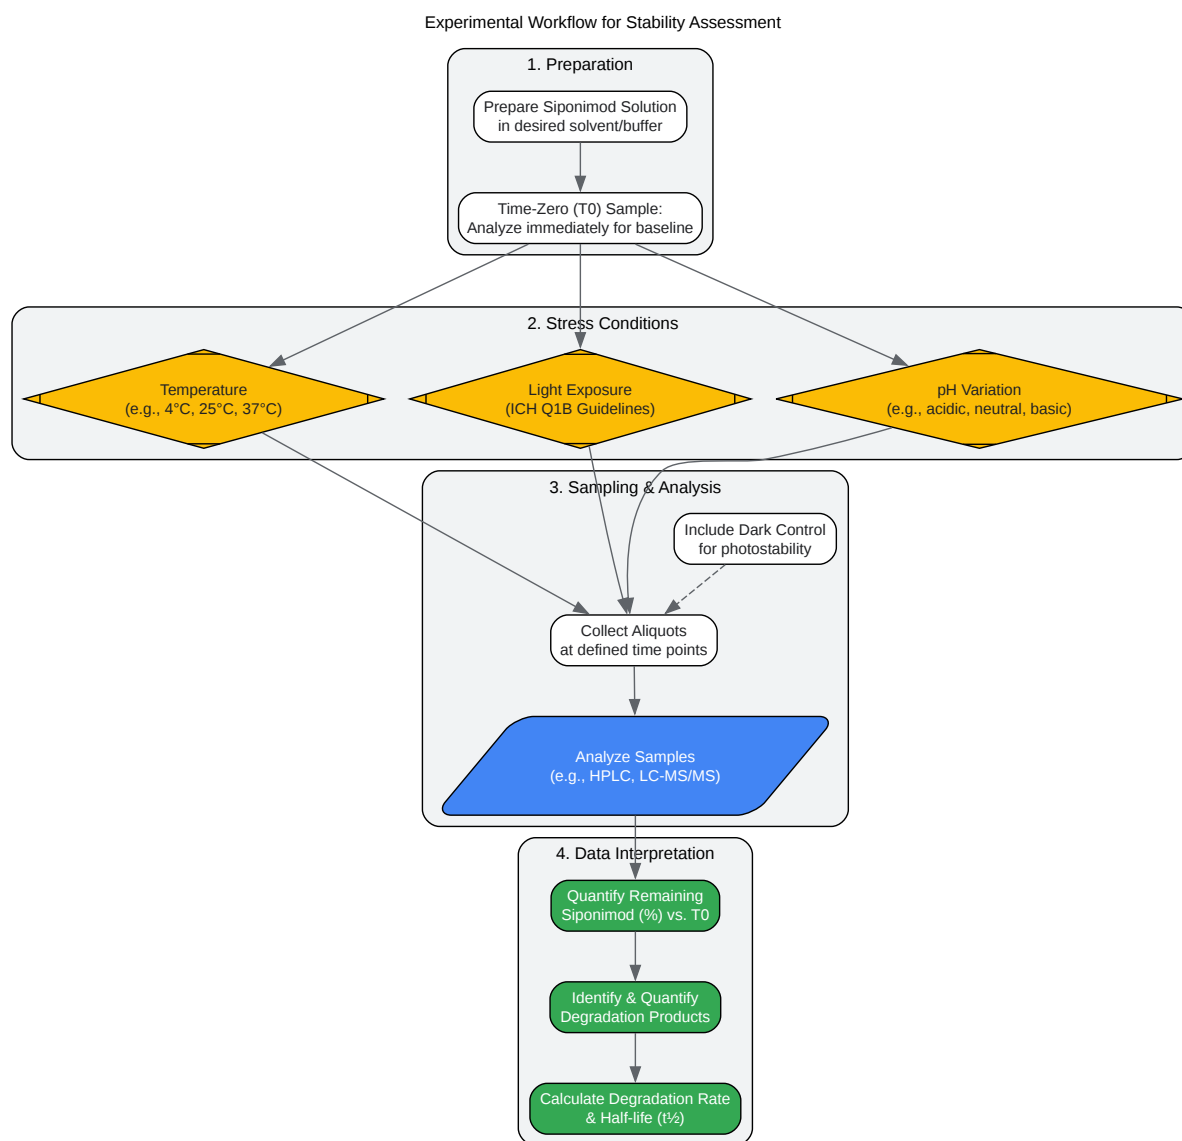 Experimental Workflow for Stability Assessment
1. Preparation
Prepare Siponimod Solution
in desired solvent/buffer
Time-Zero (T0) Sample:
Analyze immediately for baseline
2. Stress Conditions
Temperature
(e.g., 4°C, 25°C, 37°C)
Light Exposure
(ICH Q1B Guidelines)
pH Variation
(e.g., acidic, neutral, basic)
3. Sampling & Analysis
Include Dark Control
for photostability
Collect Aliquots
at defined time points
Analyze Samples
(e.g., HPLC, LC-MS/MS)
4. Data Interpretation
Quantify Remaining
Siponimod (%) vs. T0
Identify & Quantify
Degradation Products
Calculate Degradation Rate
& Half-life (t½)